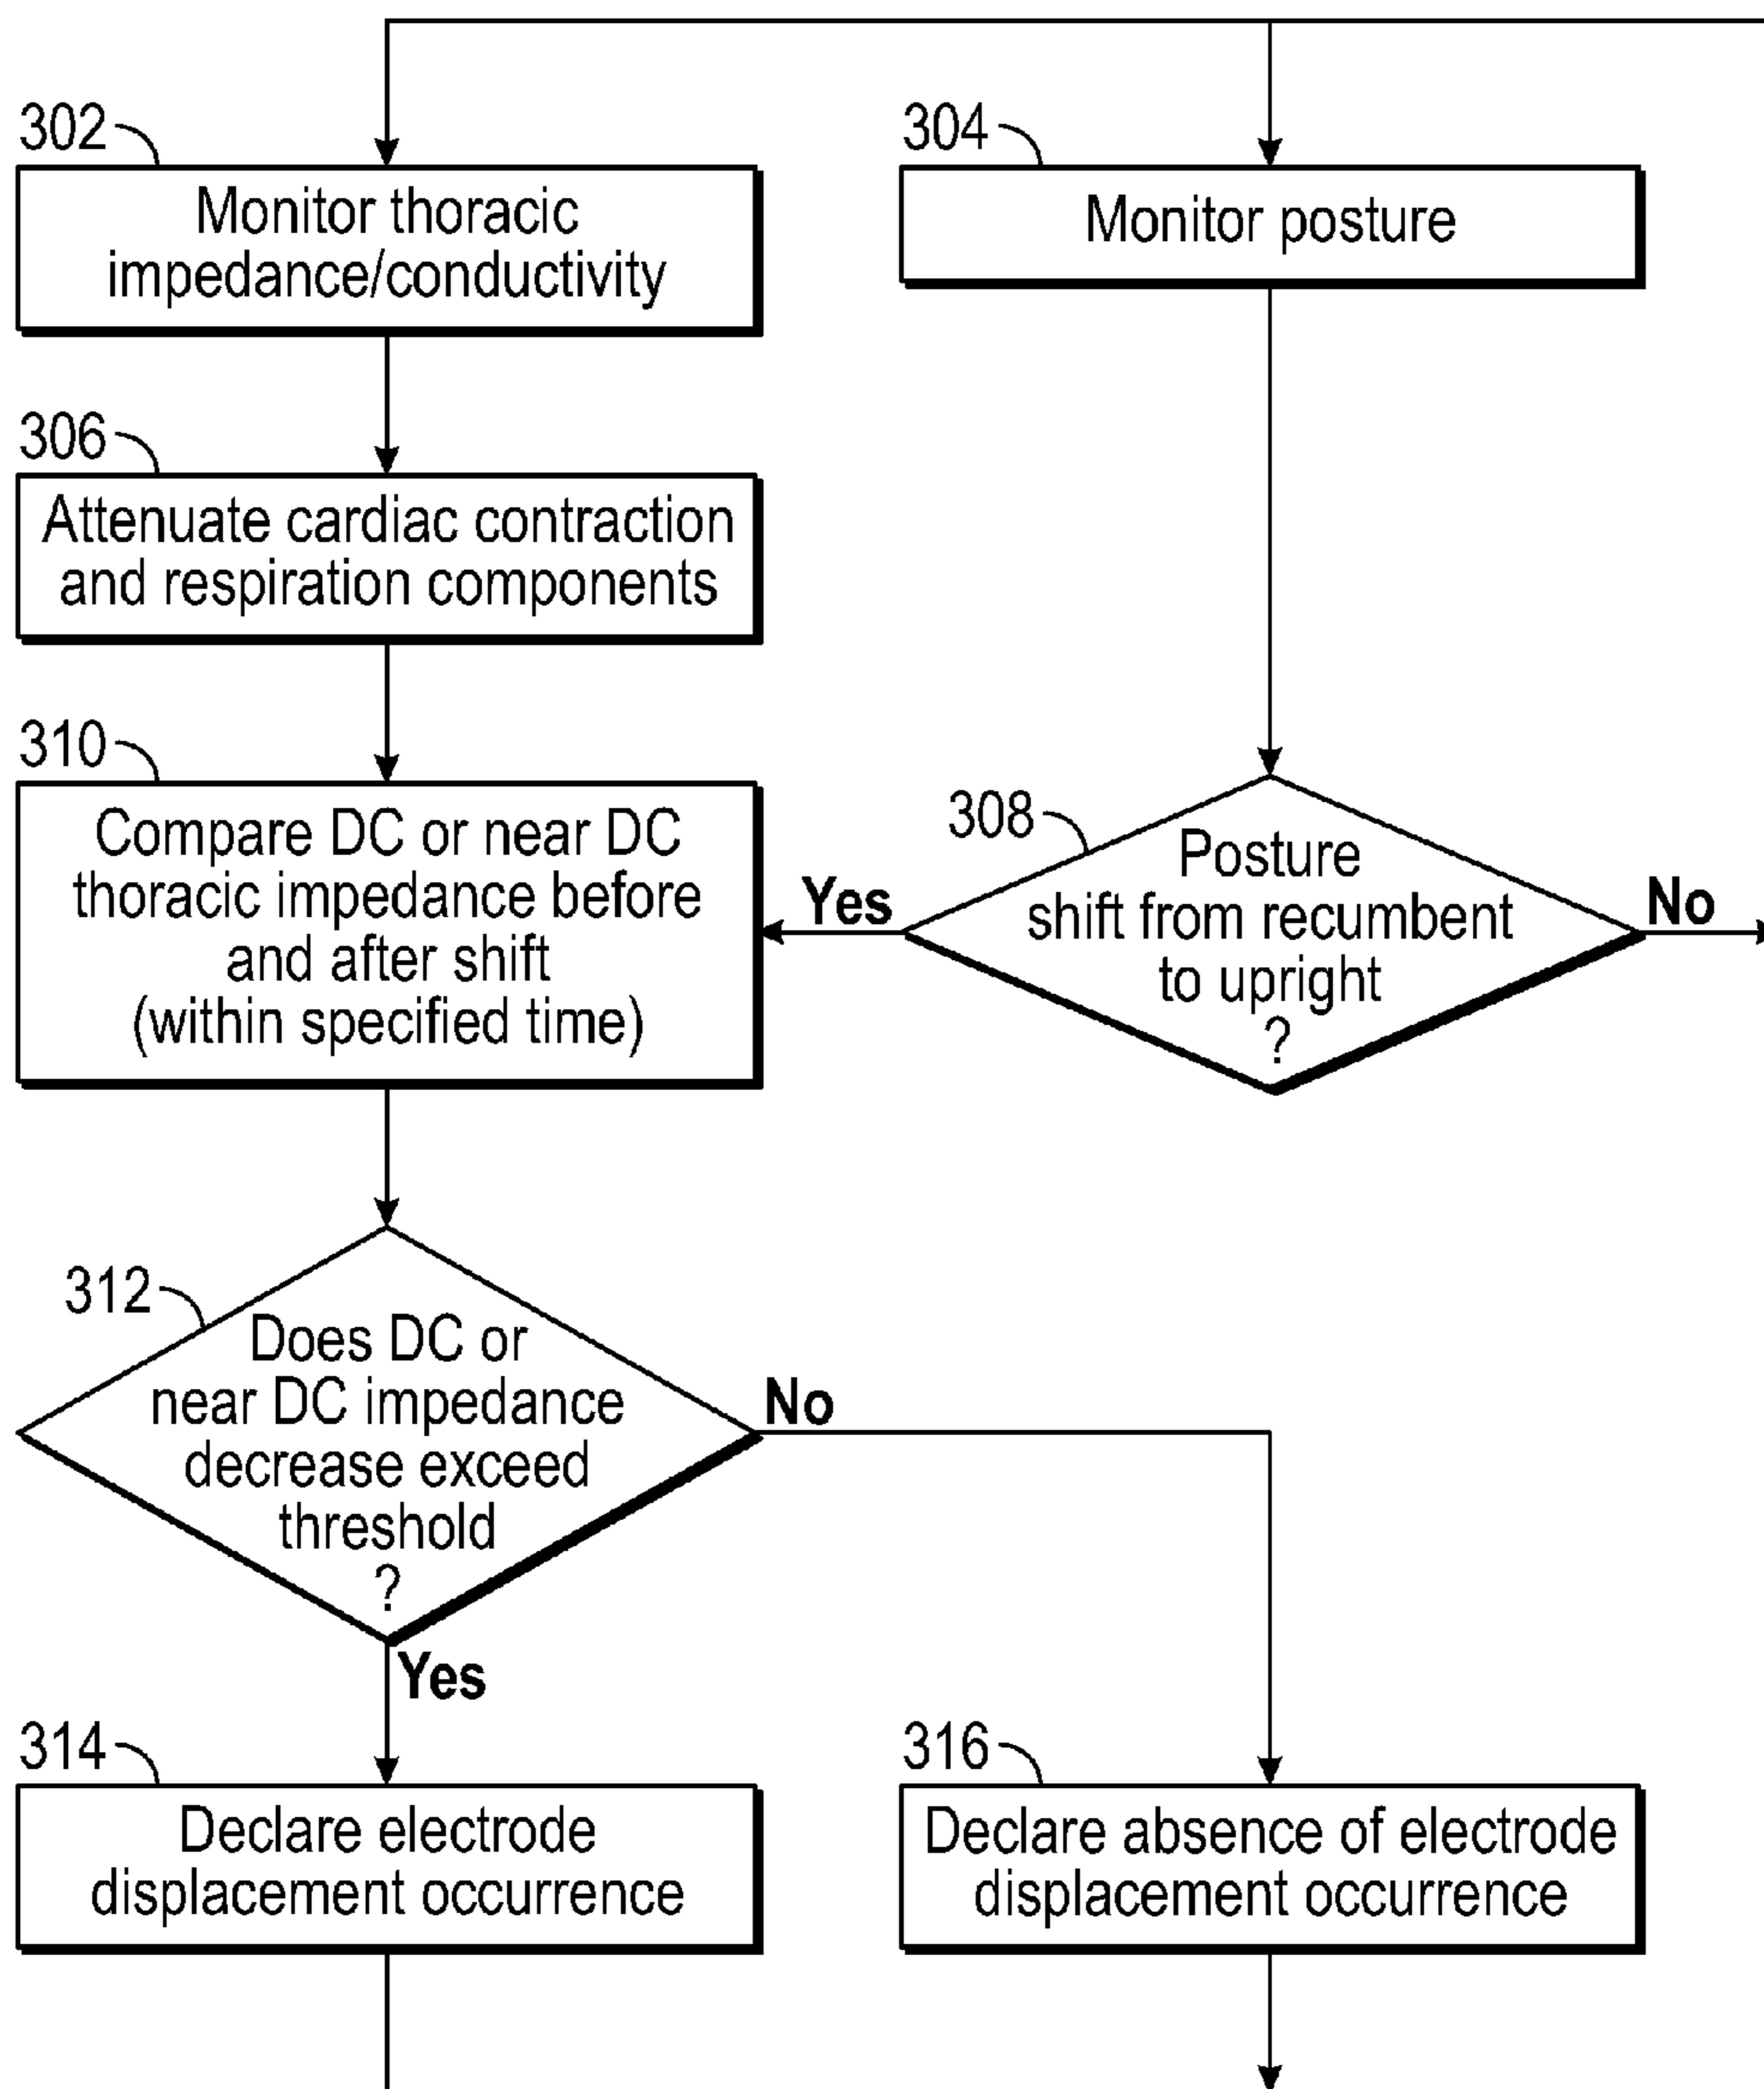 302
Monitor thoracic
impedance/conductivity
304
Monitor posture
306
Attenuate cardiac contraction
and respiration components
310
Compare DC or near DC
thoracic impedance before
and after shift
(within specified time)
308
Posture
shift from recumbent
to upright
?
Yes
No
312
Does DC or
near DC impedance
decrease exceed
threshold
?
No
Yes
314
Declare electrode
displacement occurrence
316
Declare absence of electrode
displacement occurrence